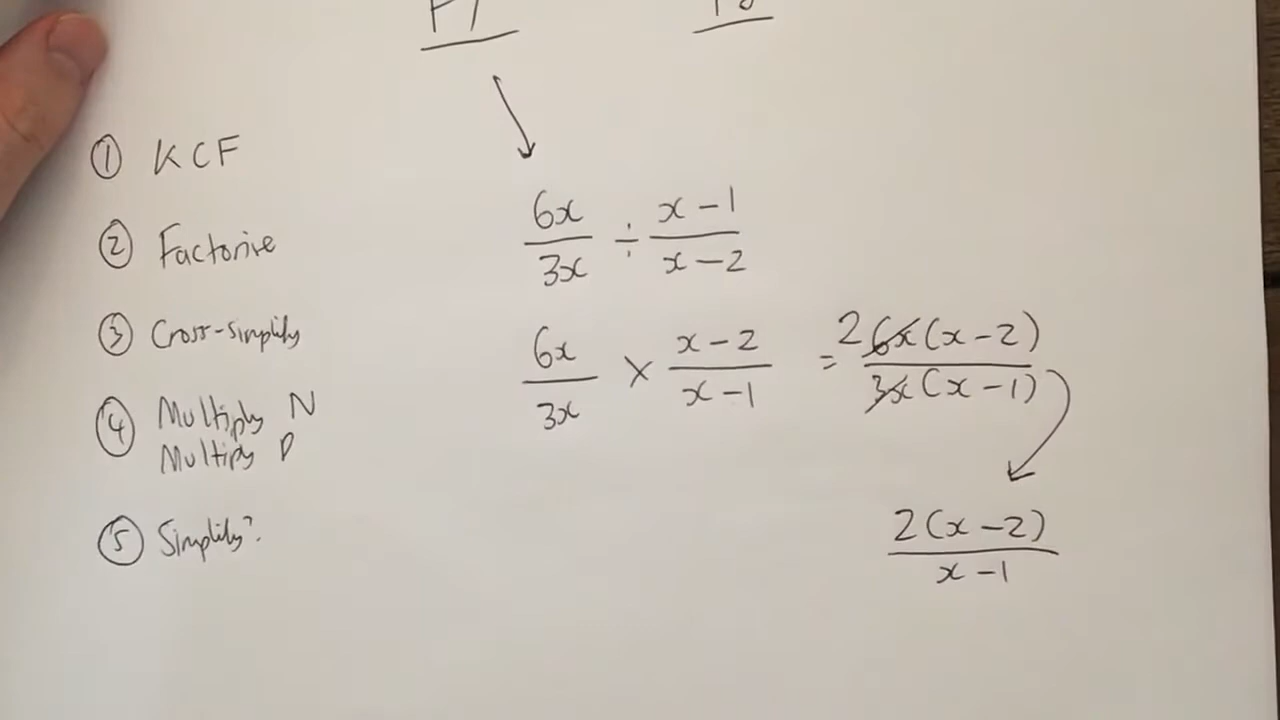 ① KCF
② Factorise
③ Cross-simplify
④ Multiply N
Multiply D
⑤ Simplify?
6x/3x ÷ (x-1)/(x-2)
6x/3x × (x-2)/(x-1) = 2 6x(x-2)/3x(x-1)
2(x-2)/(x-1)